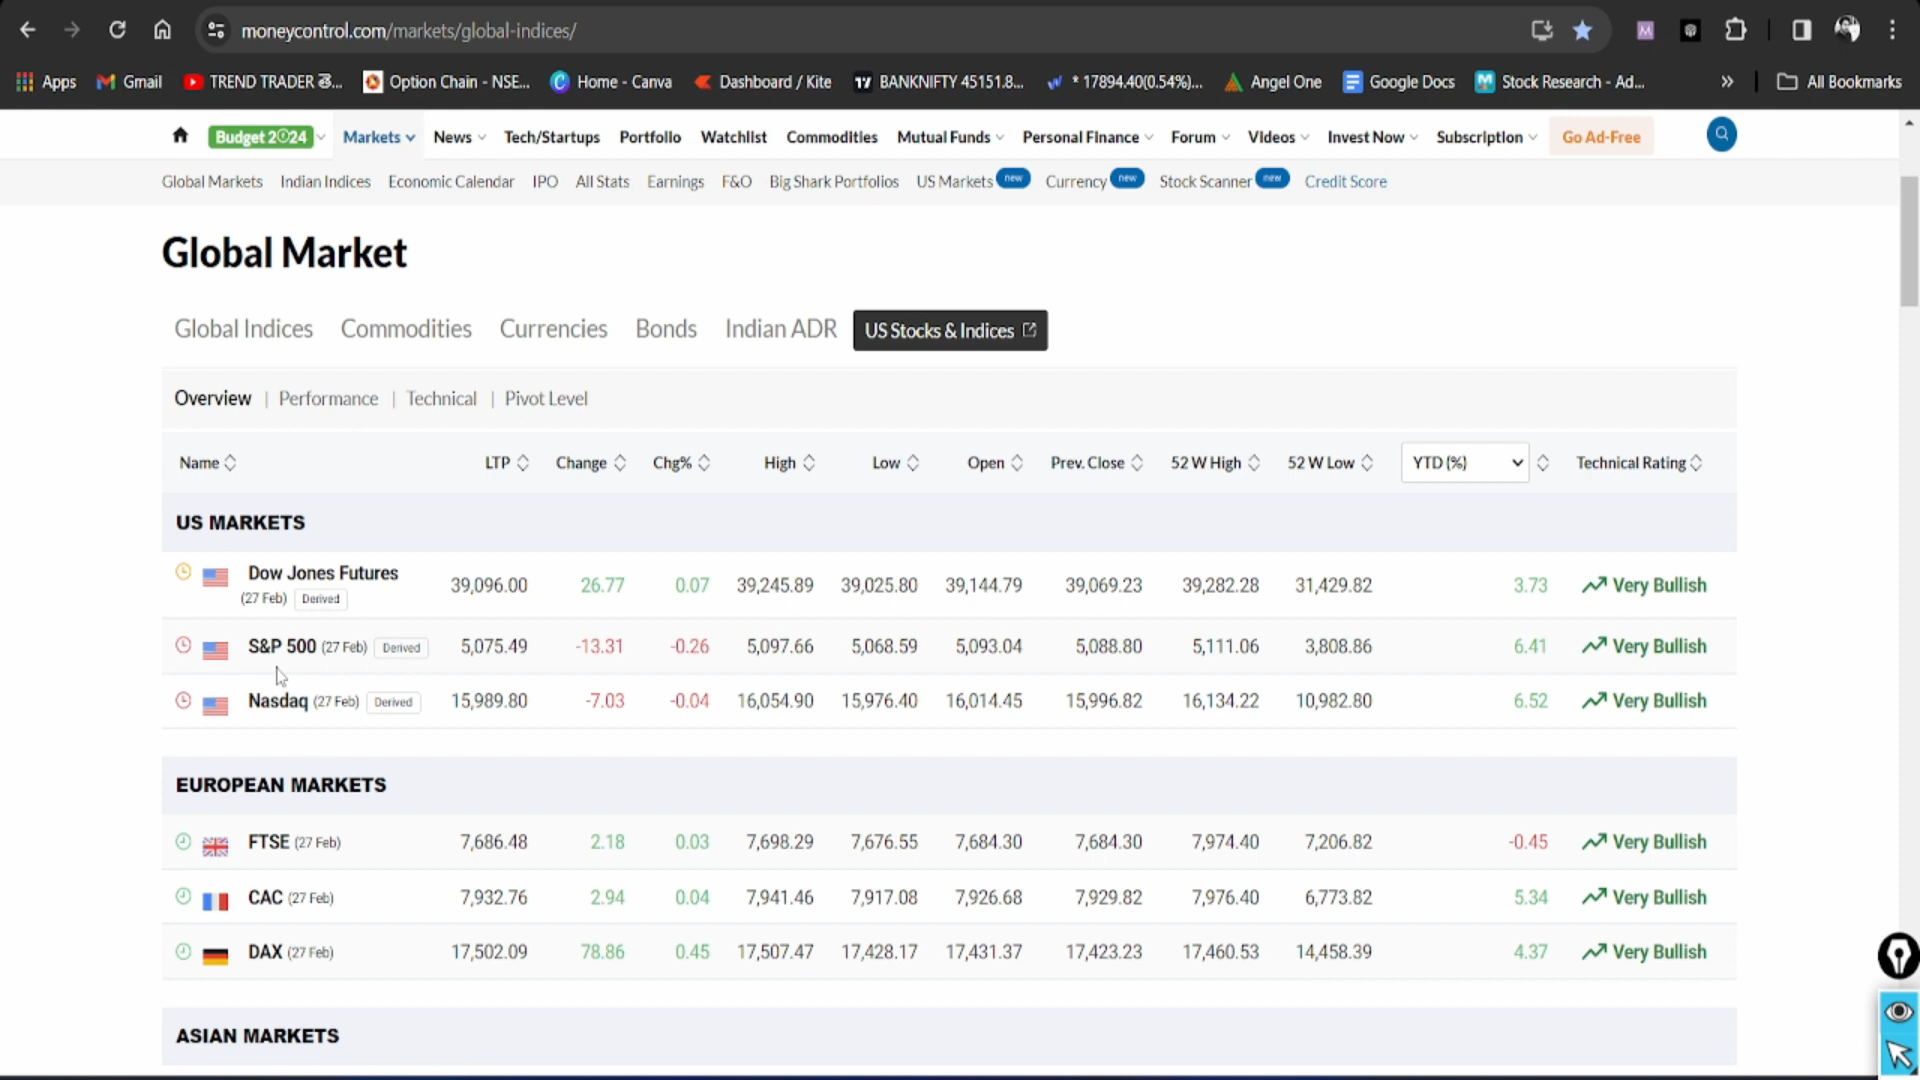 moneycontrol.com/markets/global-indices/
Apps Gmail TREND TRADER Option Chain - NSE... Home - Canva Dashboard / Kite BANKNIFTY 45151.8... * 17894.40(0.54%)... Angel One Google Docs Stock Research - Ad... » All Bookmarks
Budget 2024 Markets News Tech/Startups Portfolio Watchlist Commodities Mutual Funds Personal Finance Forum Videos Invest Now Subscription Go Ad-Free
Global Markets Indian Indices Economic Calendar IPO All Stats Earnings F&O Big Shark Portfolios US Markets new Currency new Stock Scanner new Credit Score
Global Market
Global Indices Commodities Currencies Bonds Indian ADR US Stocks & Indices
Overview | Performance | Technical | Pivot Level
Name LTP Change Chg% High Low Open Prev. Close 52 W High 52 W Low YTD (%) Technical Rating
US MARKETS
Dow Jones Futures (27 Feb) Derived 39,096.00 26.77 0.07 39,245.89 39,025.80 39,144.79 39,069.23 39,282.28 31,429.82 3.73 Very Bullish
S&P 500 (27 Feb) Derived 5,075.49 -13.31 -0.26 5,097.66 5,068.59 5,093.04 5,088.80 5,111.06 3,808.86 6.41 Very Bullish
Nasdaq (27 Feb) Derived 15,989.80 -7.03 -0.04 16,054.90 15,976.40 16,014.45 15,996.82 16,134.22 10,982.80 6.52 Very Bullish
EUROPEAN MARKETS
FTSE (27 Feb) 7,686.48 2.18 0.03 7,698.29 7,676.55 7,684.30 7,684.30 7,974.40 7,206.82 -0.45 Very Bullish
CAC (27 Feb) 7,932.76 2.94 0.04 7,941.46 7,917.08 7,926.68 7,929.82 7,976.40 6,773.82 5.34 Very Bullish
DAX (27 Feb) 17,502.09 78.86 0.45 17,507.47 17,428.17 17,431.37 17,423.23 17,460.53 14,458.39 4.37 Very Bullish
ASIAN MARKETS